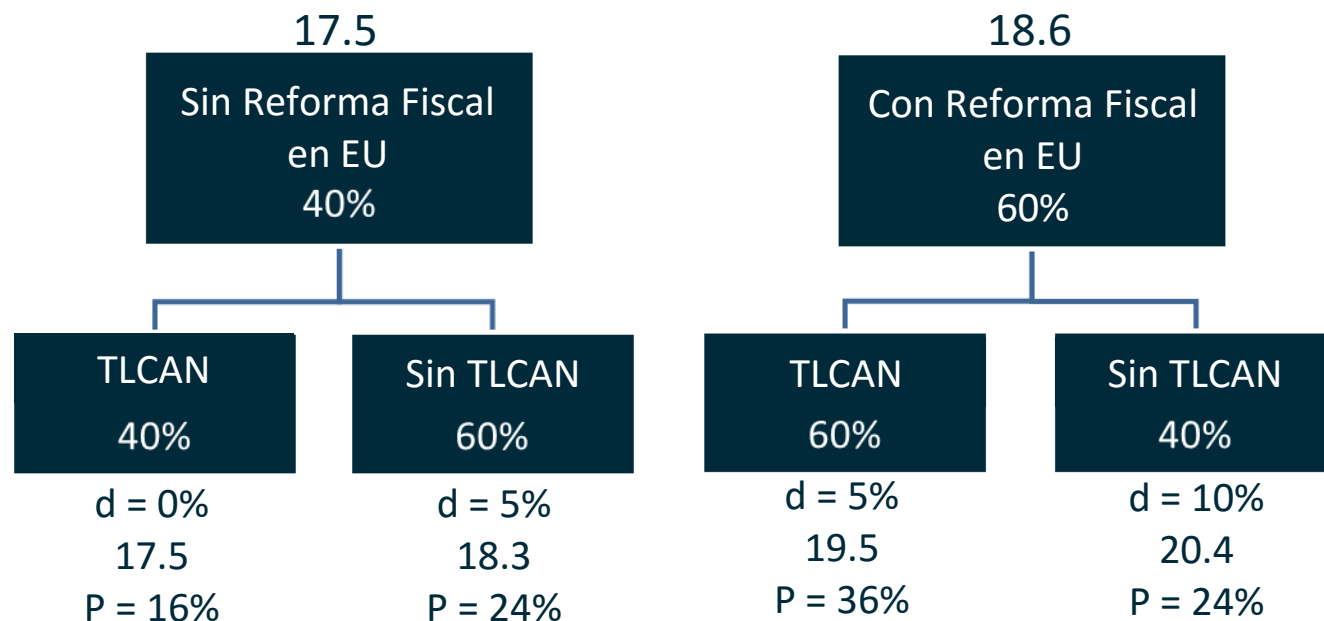 17.5
Sin Reforma Fiscal
en EU
40%
TLCAN
40%
d = 0%
17.5
P = 16%
Sin TLCAN
60%
d = 5%
18.3
P = 24%
18.6
Con Reforma Fiscal
en EU
60%
TLCAN
60%
d = 5%
19.5
P = 36%
Sin TLCAN
40%
d = 10%
20.4
P = 24%